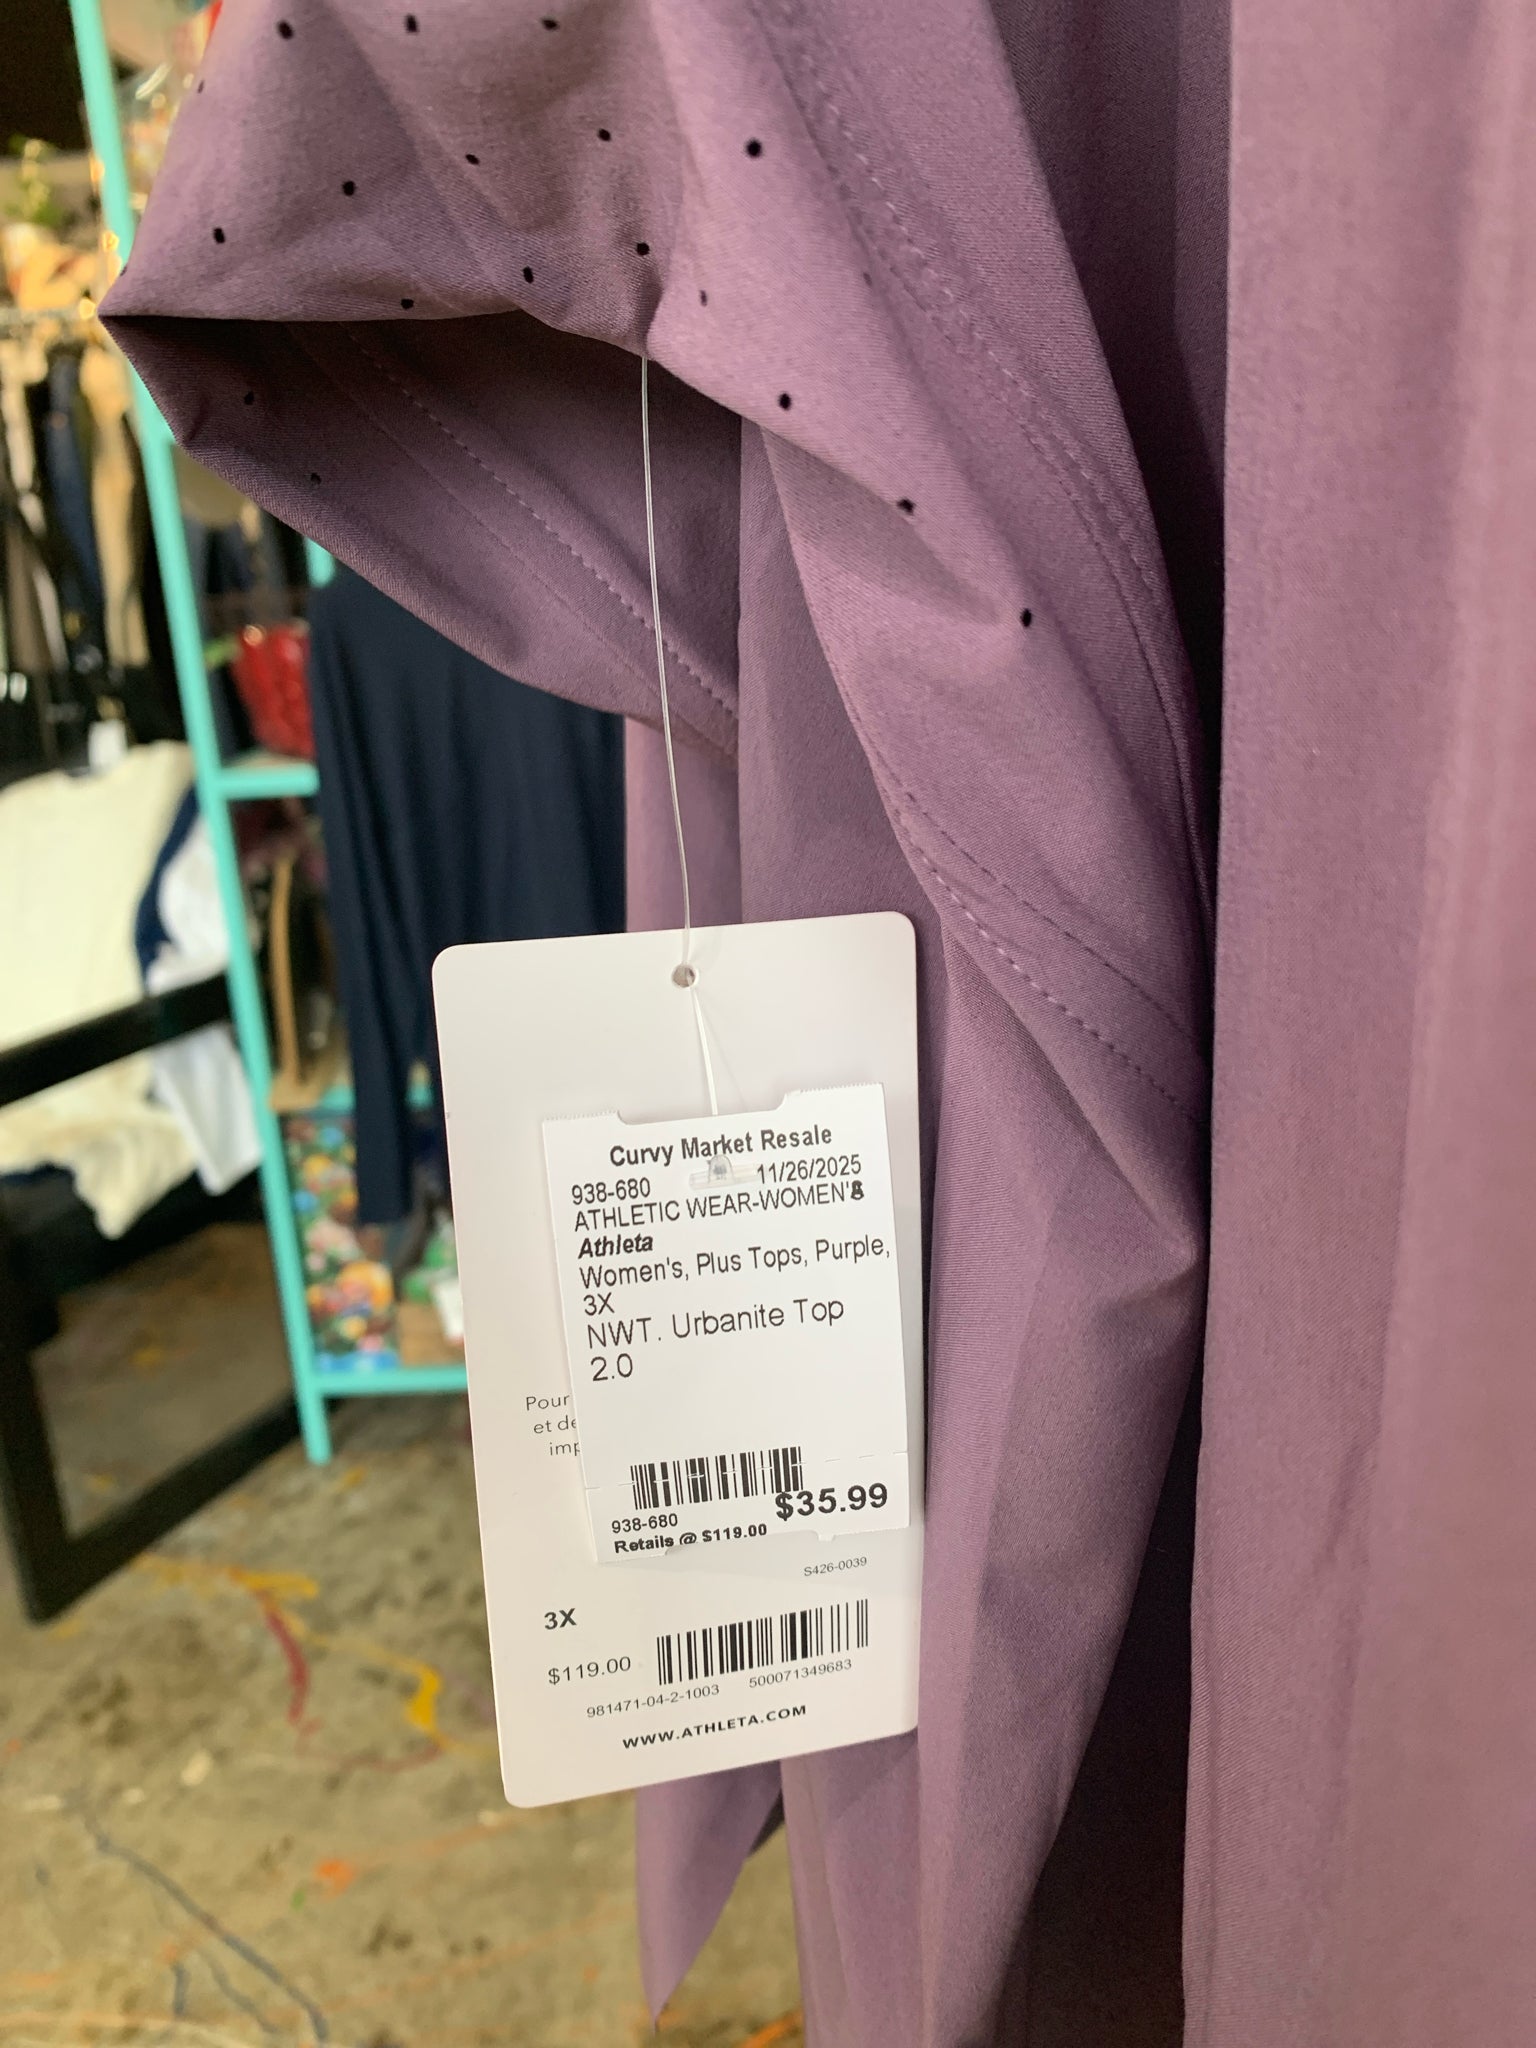 Curvy Market Resale
938-680 11/26/2025
ATHLETIC WEAR-WOMEN'S
Athleta
Women's, Plus Tops, Purple,
3X
NWT. Urbanite Top
2.0
Pour
et de
imp
938-680 $35.99
Retails @ $119.00
S426-0039
3X
$119.00
981471-04-2-1003 500071349683
WWW.ATHLETA.COM